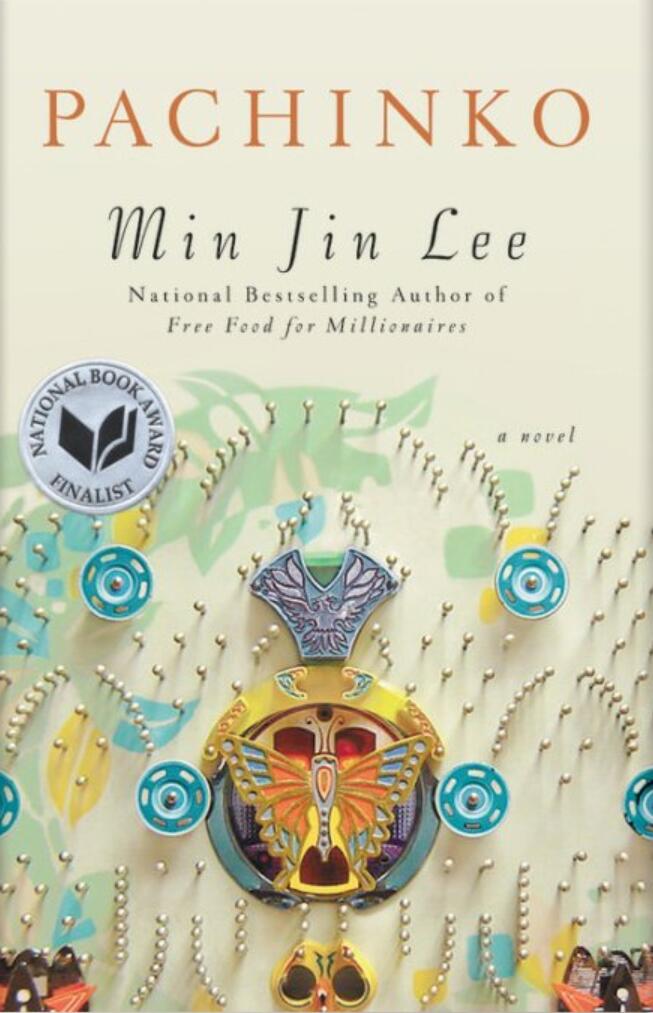 PACHINKO
Min Jin Lee
National Bestselling Author of
Free Food for Millionaires
NATIONAL BOOK AWARD
FINALIST
a novel